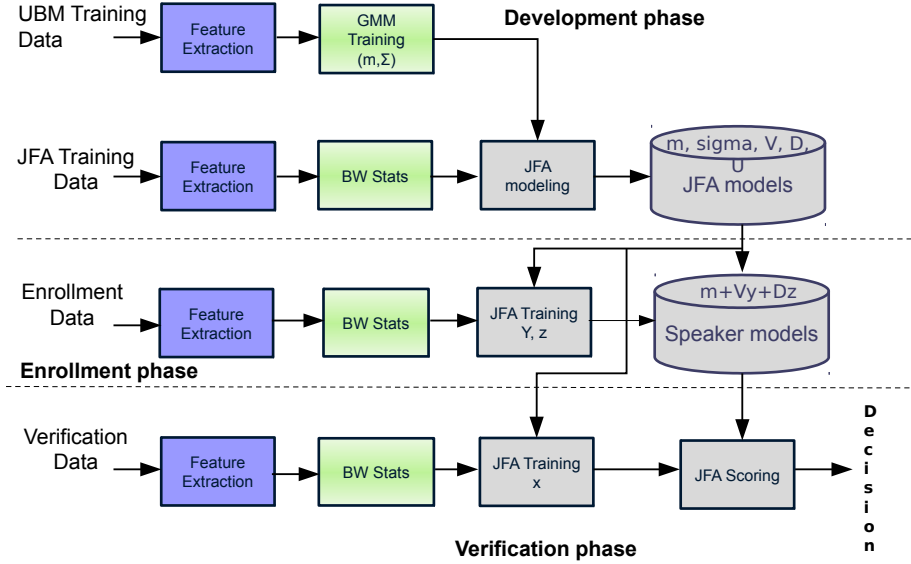 UBM Training
Data
Feature
Extraction
GMM
Training
(m,Σ)
Development phase
JFA Training
Data
Feature
Extraction
BW Stats
JFA
modeling
m, sigma, V, D,
U
JFA models
Enrollment
Data
Feature
Extraction
BW Stats
JFA Training
Y, z
m+Vy+Dz
Speaker models
Enrollment phase
Verification
Data
Feature
Extraction
BW Stats
JFA Training
x
JFA Scoring
Decision
Verification phase